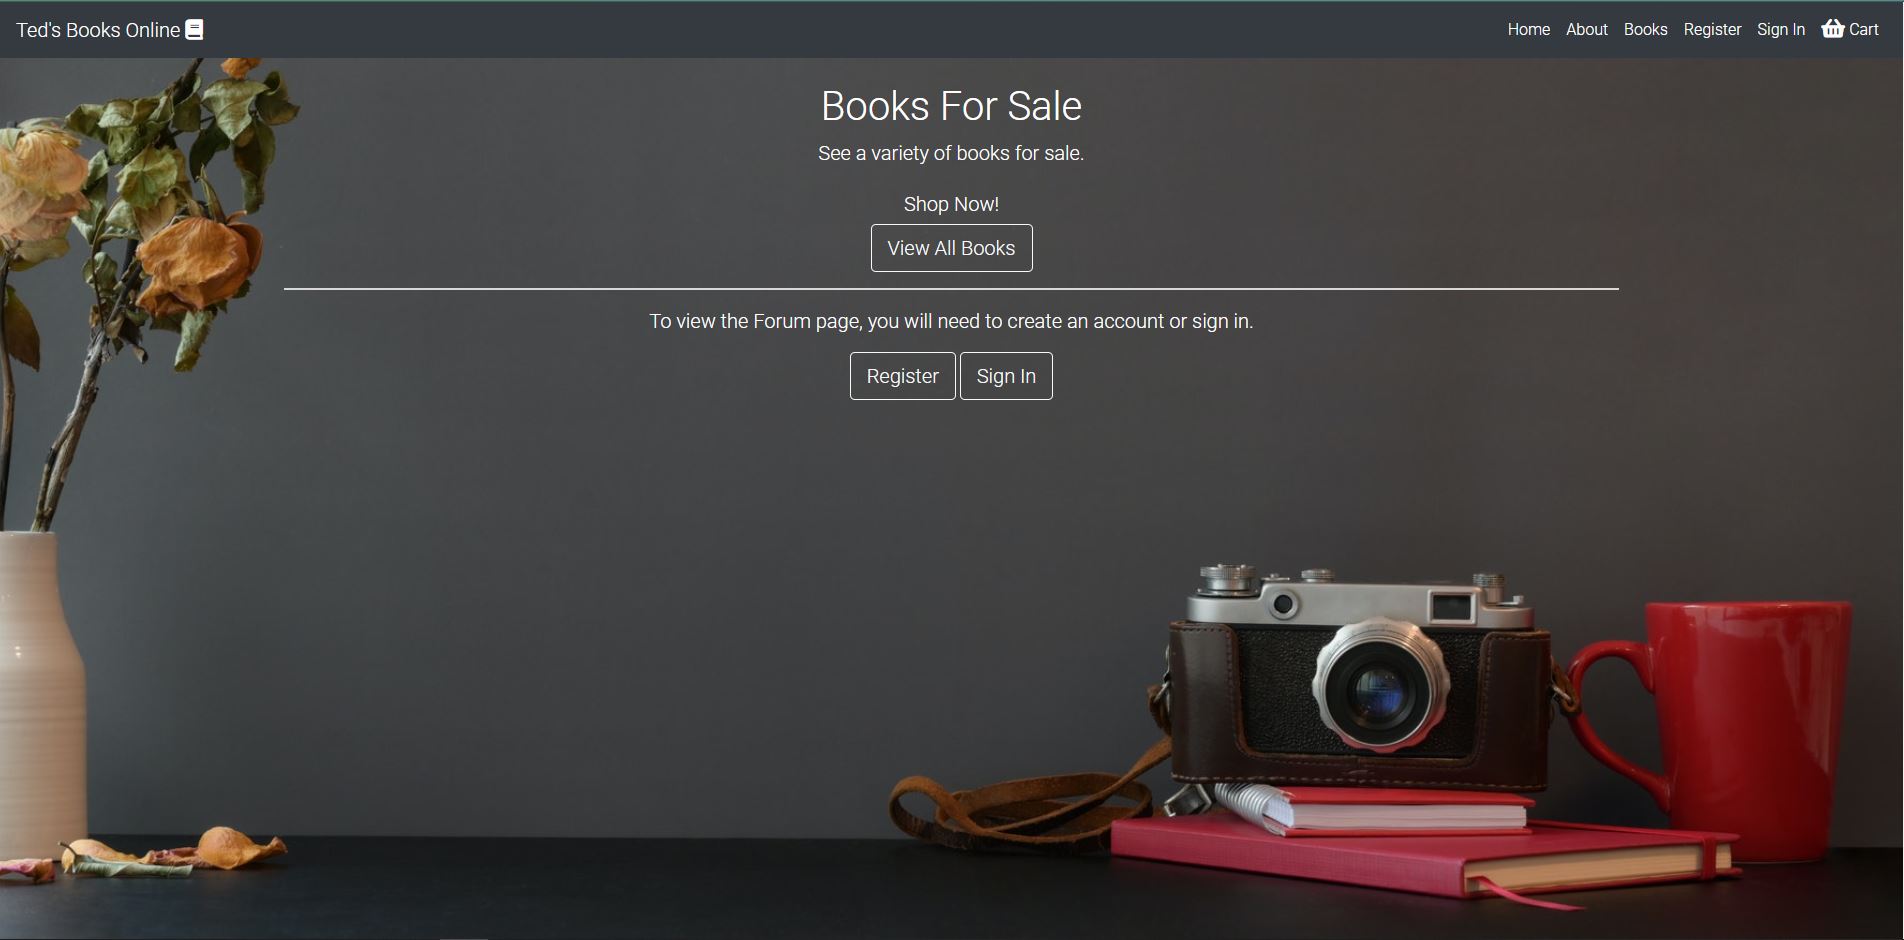 Ted's Books Online
Home About Books Register Sign In Cart
Books For Sale
See a variety of books for sale.
Shop Now!
View All Books
To view the Forum page, you will need to create an account or sign in.
Register Sign In